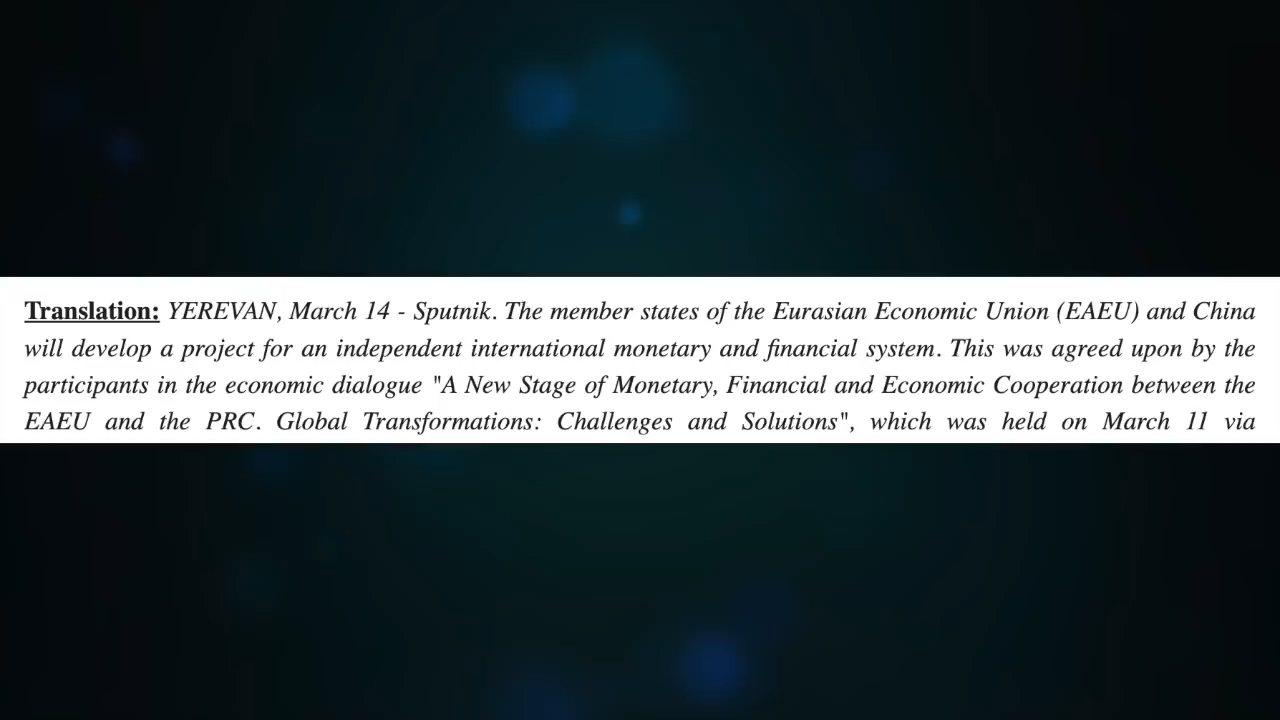 Translation: YEREVAN, March 14 - Sputnik. The member states of the Eurasian Economic Union (EAEU) and China
will develop a project for an independent international monetary and financial system. This was agreed upon by the
participants in the economic dialogue "A New Stage of Monetary, Financial and Economic Cooperation between the
EAEU and the PRC. Global Transformations: Challenges and Solutions", which was held on March 11 via